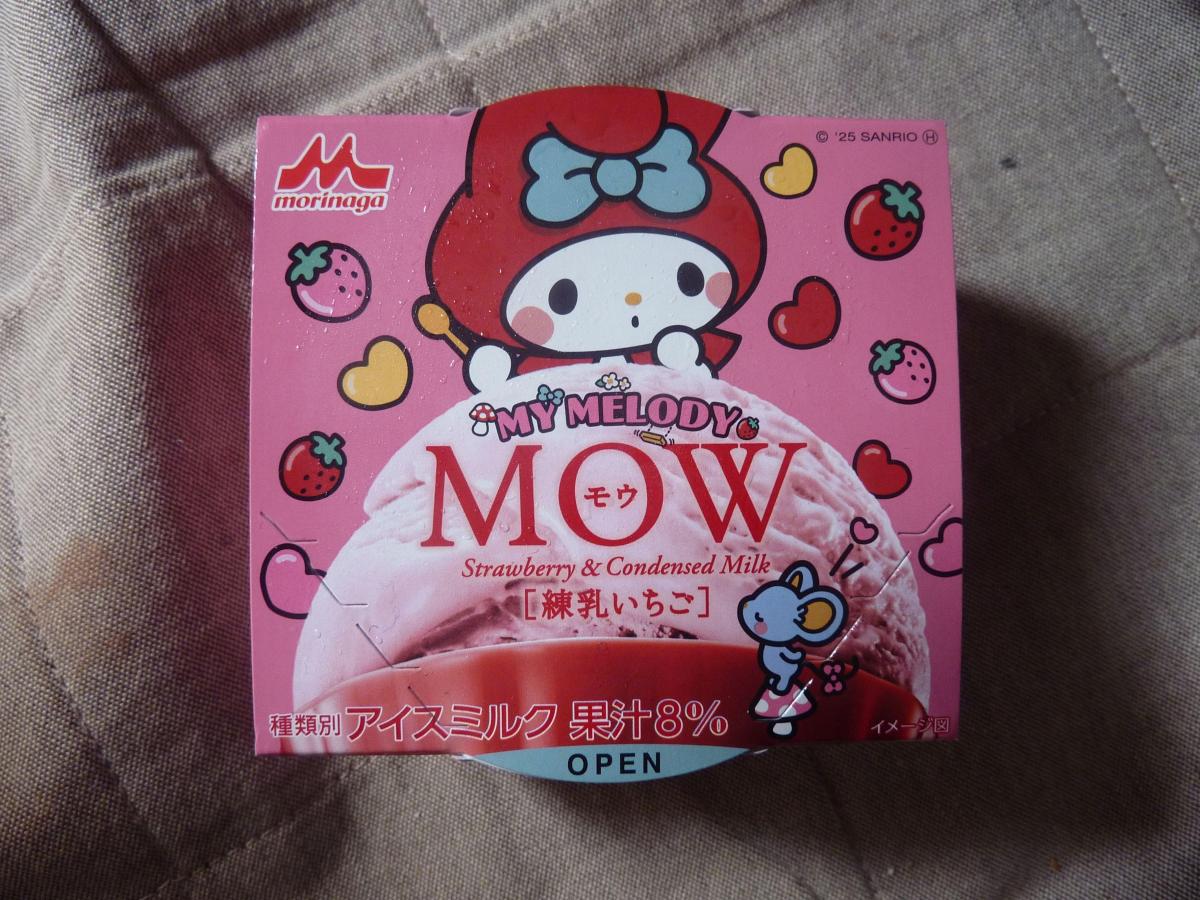 morinaga
© '25 SANRIO Ⓗ
MY MELODY
MOW
モウ
Strawberry & Condensed Milk
[練乳いちご]
種類別 アイスミルク 果汁8%
イメージ図
OPEN